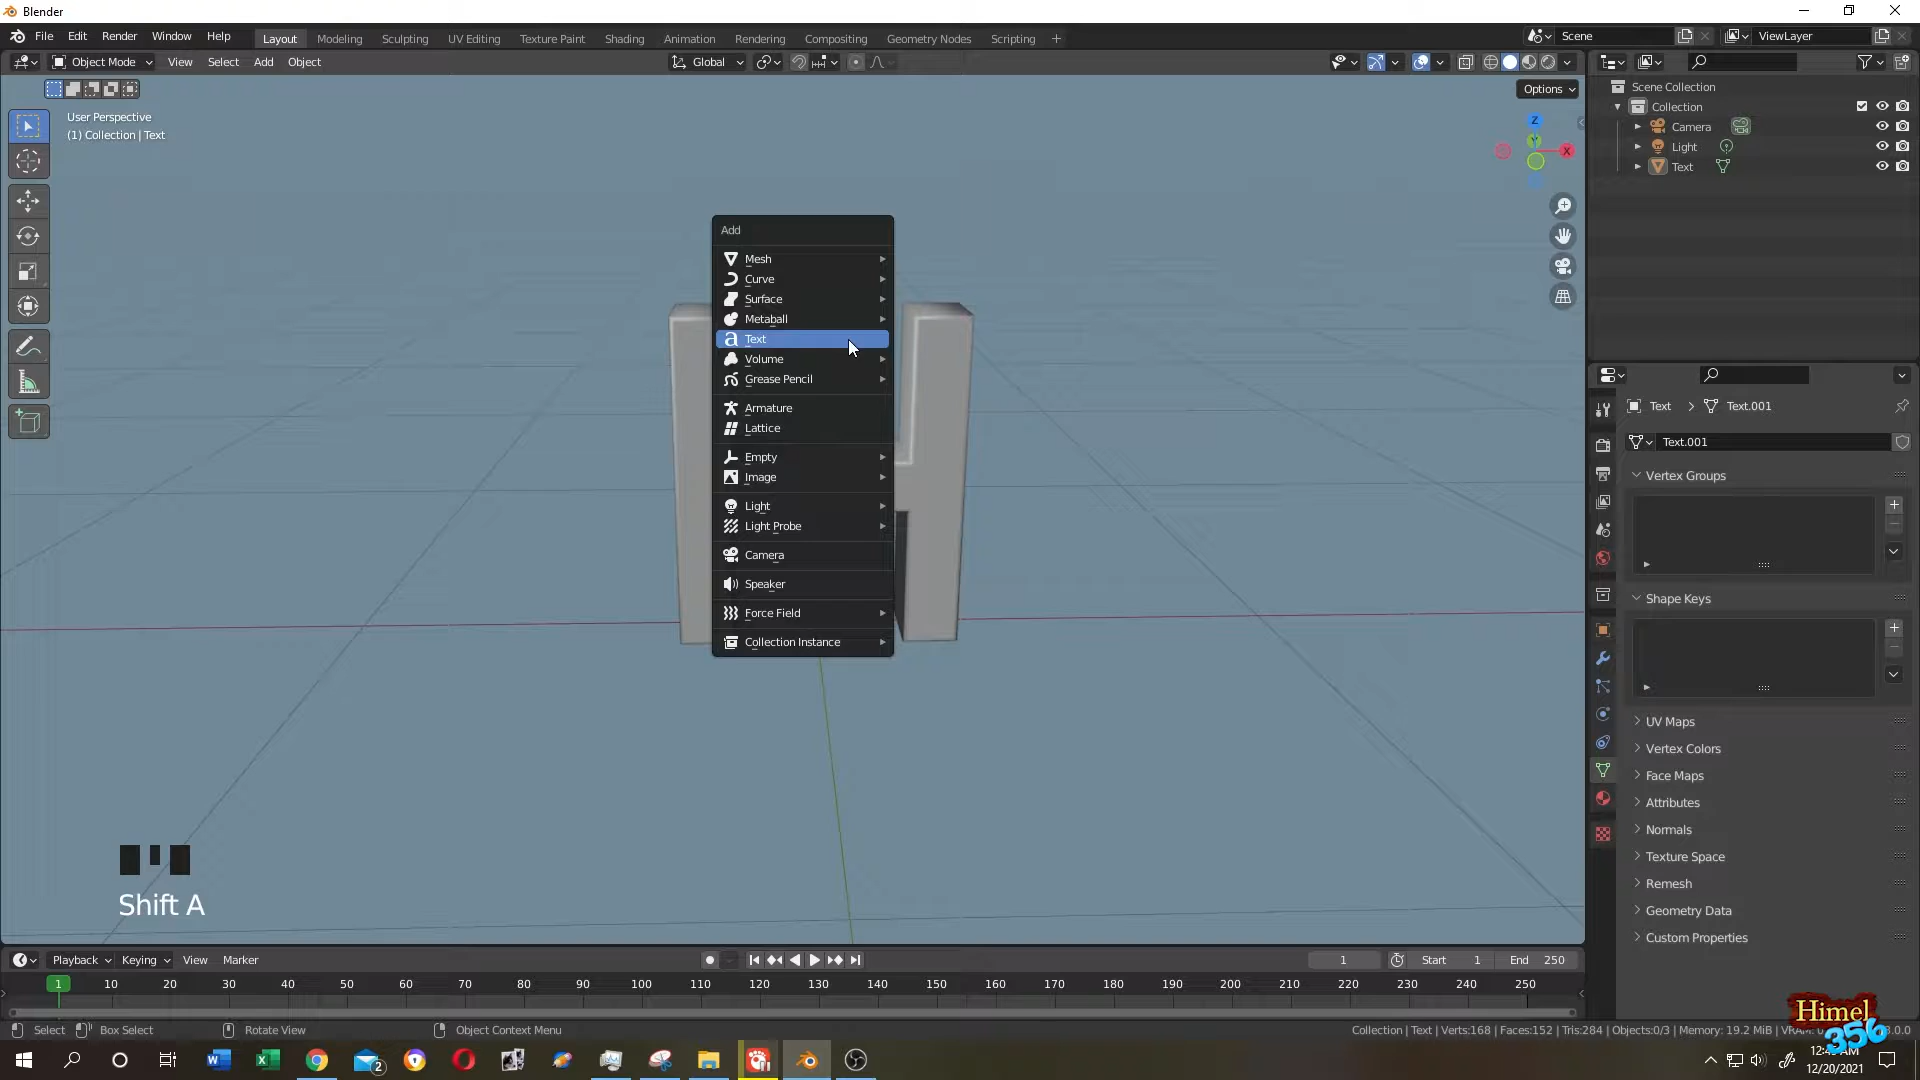 Blender
File Edit Render Window Help
Layout Modeling Sculpting UV Editing Texture Paint Shading Animation Rendering Compositing Geometry Nodes Scripting +
Scene
ViewLayer
Object Mode View Select Add Object
Global
Options
User Perspective
(1) Collection | Text
Z
Y
X
Scene Collection
Collection
Camera
Light
Text
Add
Mesh
Curve
Surface
Metaball
Text
Volume
Grease Pencil
Armature
Lattice
Empty
Image
Light
Light Probe
Camera
Speaker
Force Field
Collection Instance
H
Text > Text.001
Text.001
Vertex Groups
Shape Keys
UV Maps
Vertex Colors
Face Maps
Attributes
Normals
Texture Space
Remesh
Geometry Data
Custom Properties
Shift A
Playback Keying View Marker
1 Start 1 End 250
1 10 20 30 40 50 60 70 80 90 100 110 120 130 140 150 160 170 180 190 200 210 220 230 240 250
Select Box Select Rotate View Object Context Menu
Collection | Text | Verts:168 | Faces:152 | Tris:284 | Objects:0/3 | Memory: 19.2 MiB
Himel
356
2
12/20/2021